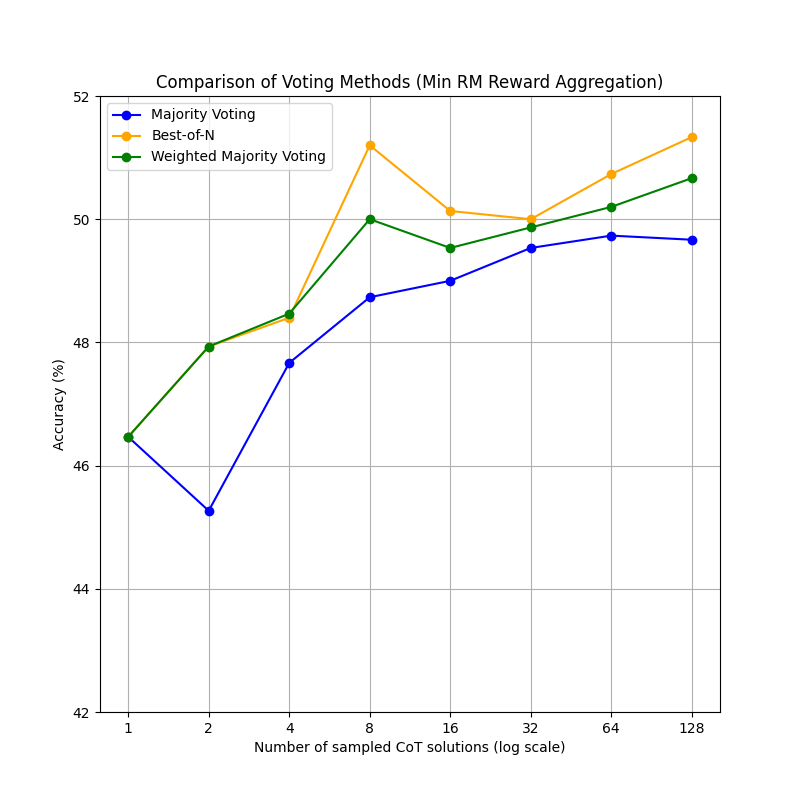 Comparison of Voting Methods (Min RM Reward Aggregation)
Majority Voting
Best-of-N
Weighted Majority Voting
52
50
48
46
44
42
Accuracy (%)
1 2 4 8 16 32 64 128
Number of sampled CoT solutions (log scale)